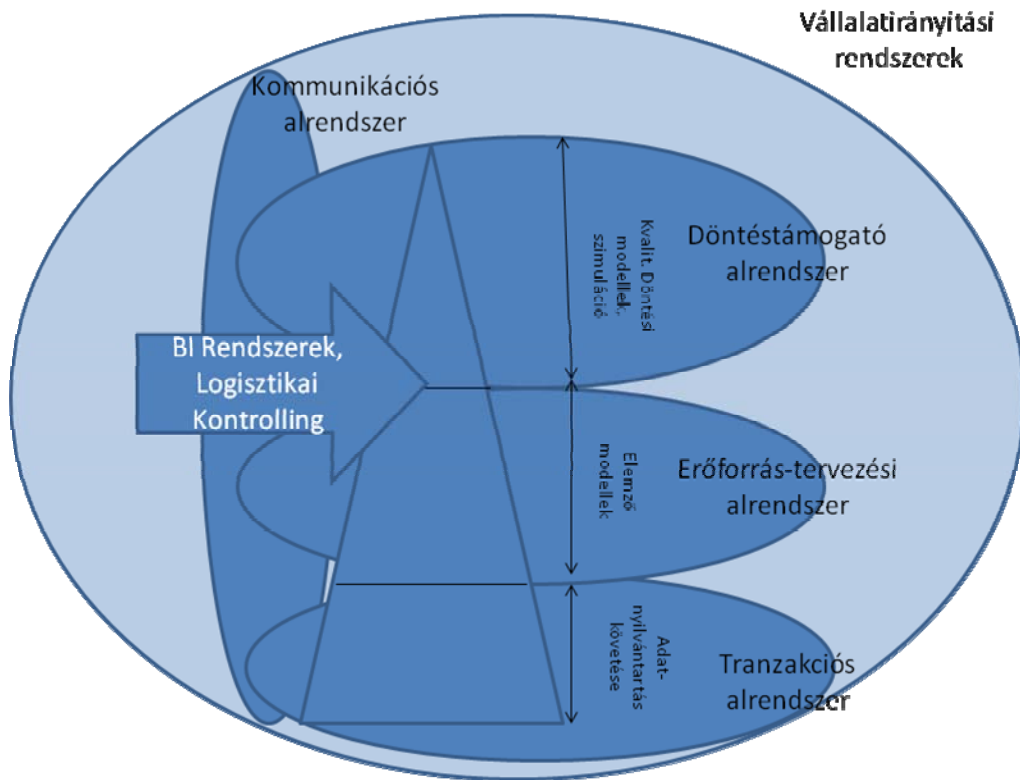 Vállalatirányítási
rendszerek
Kommunikációs
alrendszer
Kvalit. Döntési
modellek,
szimuláció
Döntéstámogató
alrendszer
BI Rendszerek,
Logisztikai
Kontrolling
Elemző
modellek
Erőforrás-tervezési
alrendszer
Adat-
nyilvántartás
követése
Tranzakciós
alrendszer